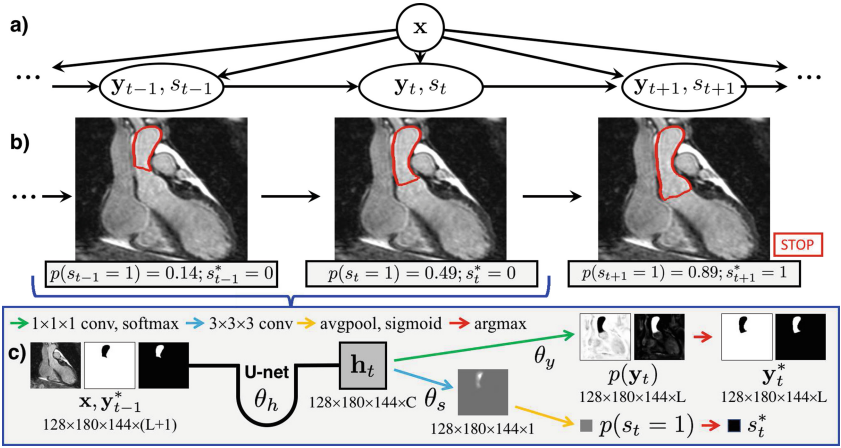 a)
x
... y_{t−1}, s_{t−1} y_t, s_t y_{t+1}, s_{t+1} ...
b)
...
STOP
p(s_{t−1} = 1) = 0.14; s*_{t−1} = 0 p(s_t = 1) = 0.49; s*_t = 0 p(s_{t+1} = 1) = 0.89; s*_{t+1} = 1
1×1×1 conv, softmax 3×3×3 conv avgpool, sigmoid argmax
c)
U-net
θ_h
h_t
θ_y
θ_s
x, y*_{t−1}
128×180×144×(L+1)
128×180×144×C
128×180×144×1
p(y_t) y*_t
128×180×144×L 128×180×144×L
p(s_t = 1) s*_t